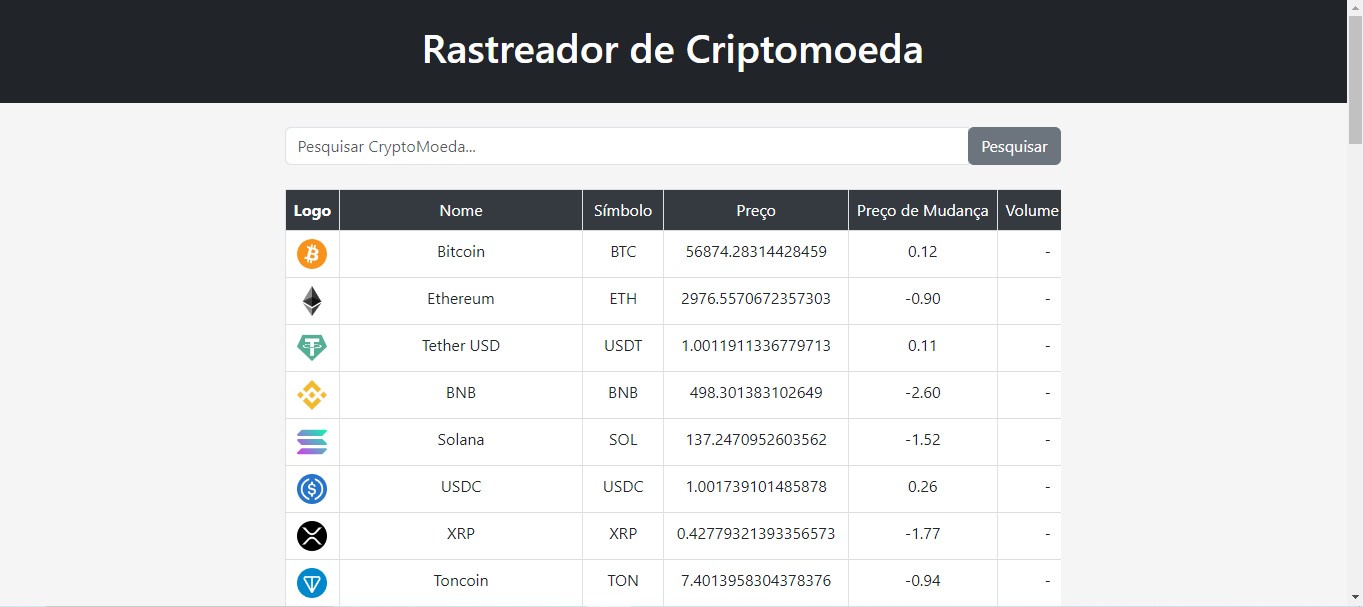 Rastreador de Criptomoeda
Pesquisar CryptoMoeda... Pesquisar
Logo Nome Símbolo Preço Preço de Mudança Volume
Bitcoin BTC 56874.28314428459 0.12 -
Ethereum ETH 2976.5570672357303 -0.90 -
Tether USD USDT 1.0011911336779713 0.11 -
BNB BNB 498.301383102649 -2.60 -
Solana SOL 137.2470952603562 -1.52 -
USDC USDC 1.001739101485878 0.26 -
XRP XRP 0.42779321393356573 -1.77 -
Toncoin TON 7.4013958304378376 -0.94 -